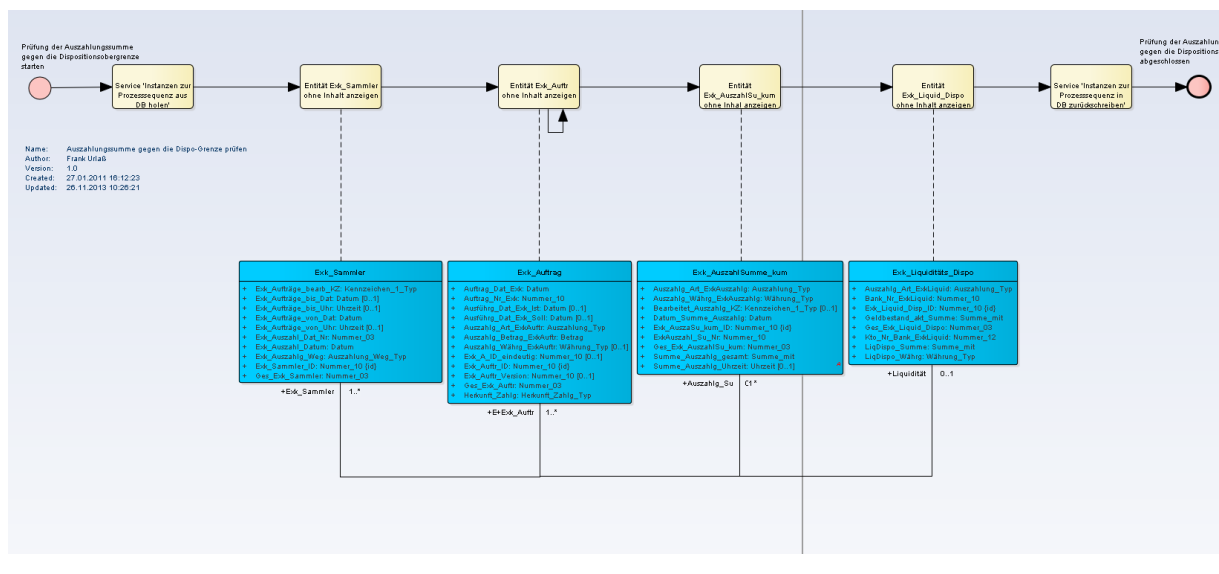 Prüfung der Auszahlungssumme
gegen die Dispositionsobergrenze
starten
Service 'Instanzen zur
Prozesssequenz aus
DB holen'
Entität Exk_Sammler
ohne Inhalt anzeigen
Entität Exk_Auftr
ohne Inhalt anzeigen
Entität
Exk_AuszahlSu_kum
ohne Inhal anzeigen
Entität
Exk_Liquid_Dispo
ohne Inhalt anzeigen
Service 'Instanzen zur
Prozesssequenz in
DB zurückschreiben'
Prüfung der Auszahlun
gegen die Dispositions
abgeschlossen
Name: Auszahlungssumme gegen die Dispo-Grenze prüfen
Author: Frank Urlaß
Version: 1.0
Created: 27.01.2011 16:12:23
Updated: 26.11.2013 10:26:21
Exk_Sammler
+ Exk_Aufträge_bearb_KZ: Kennzeichen_1_Typ
+ Exk_Aufträge_bis_Dat: Datum [0..1]
+ Exk_Aufträge_bis_Uhr: Uhrzeit [0..1]
+ Exk_Aufträge_von_Dat: Datum
+ Exk_Aufträge_von_Uhr: Uhrzeit [0..1]
+ Exk_Auszahl_Dat_Nr: Nummer_03
+ Exk_Auszahl_Datum: Datum
+ Exk_Auszahlg_Weg: Auszahlung_Weg_Typ
+ Exk_Sammler_ID: Nummer_10 {id}
+ Ges_Exk_Sammler: Nummer_03
Exk_Auftrag
+ Auftrag_Dat_Exk: Datum
+ Auftrag_Nr_Exk: Nummer_10
+ Ausführg_Dat_Exk_Ist: Datum [0..1]
+ Ausführg_Dat_Exk_Soll: Datum [0..1]
+ Auszahlg_Art_ExkAuftr: Auszahlung_Typ
+ Auszahlg_Betrag_ExkAuftr: Betrag
+ Auszahlg_Währg_ExkAuftr: Währung_Typ [0..1]
+ Exk_A_ID_eindeutig: Nummer_10 [0..1]
+ Exk_Auftr_ID: Nummer_10 {id}
+ Exk_Auftr_Version: Nummer_10 [0..1]
+ Ges_Exk_Auftr: Nummer_03
+ Herkunft_Zahlg: Herkunft_Zahlg_Typ
Exk_AuszahlSumme_kum
+ Auszahlg_Art_ExkAuszahlg: Auszahlung_Typ
+ Auszahlg_Währg_ExkAuszahlg: Währung_Typ
+ Bearbeitet_Auszahlg_KZ: Kennzeichen_1_Typ [0..1]
+ Datum_Summe_Auszahlg: Datum
+ Exk_AuszaSu_kum_ID: Nummer_10 {id}
+ ExkAuszahl_Su_Nr: Nummer_10
+ Ges_Exk_AuszahlSu_kum: Nummer_03
+ Summe_Auszahlg_gesamt: Summe_mit
+ Summe_Auszahlg_Uhrzeit: Uhrzeit [0..1]
Exk_Liquiditäts_Dispo
+ Auszahlg_Art_ExkLiquid: Auszahlung_Typ
+ Bank_Nr_ExkLiquid: Nummer_10
+ Exk_Liquid_Disp_ID: Nummer_10 {id}
+ Geldbestand_akt_Summe: Summe_mit
+ Ges_Exk_Liquid_Dispo: Nummer_03
+ Kto_Nr_Bank_ExkLiquid: Nummer_12
+ LiqDispo_Summe: Summe_mit
+ LiqDispo_Währg: Währung_Typ
+Exk_Sammler 1..*
+E+Exk_Auftr 1..*
+Auszahlg_Su
+Liquidität 0..1